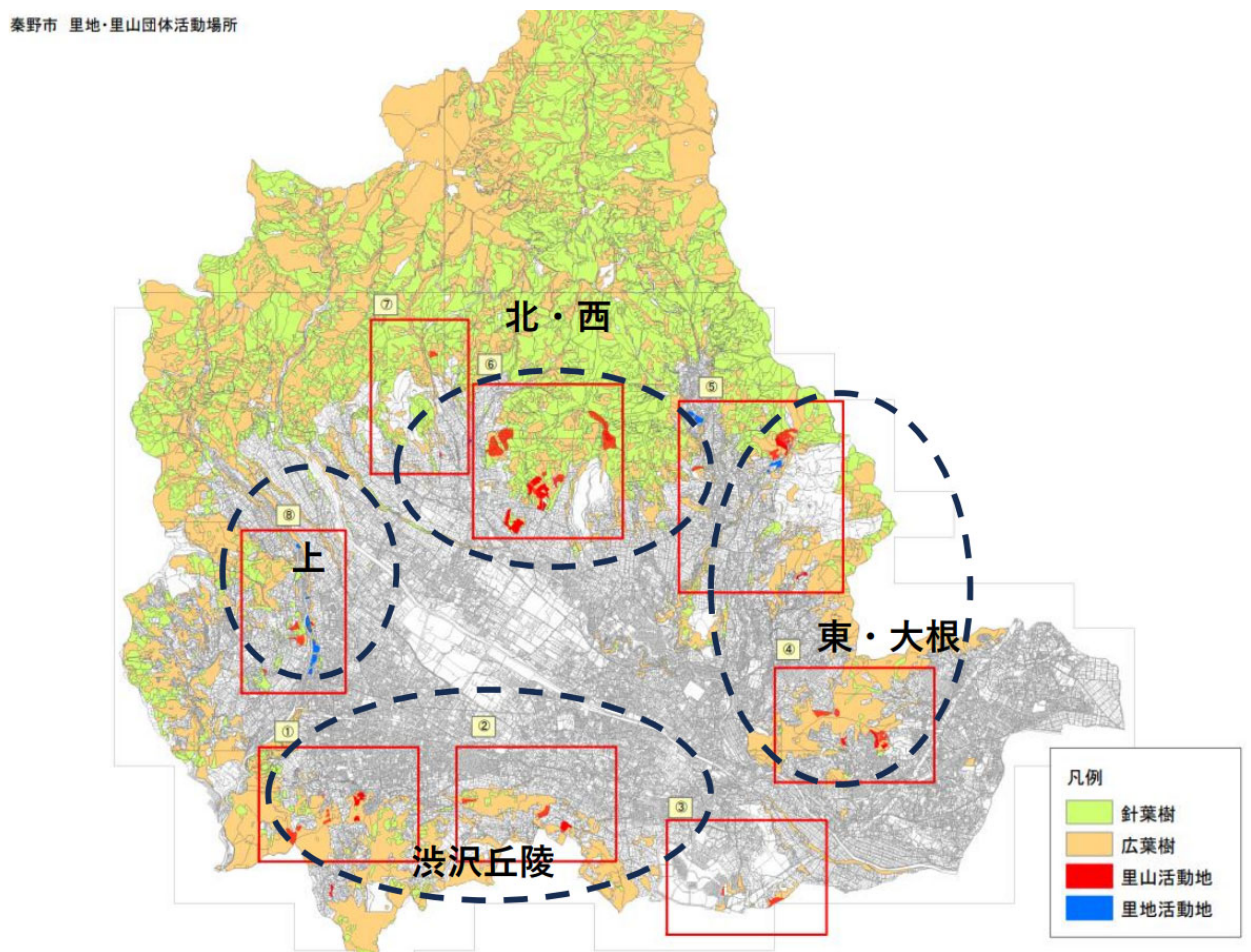 秦野市 里地・里山団体活動場所
⑦
北・西
⑥
⑤
⑧
上
東・大根
④
①
②
③
渋沢丘陵
凡例
針葉樹
広葉樹
里山活動地
里地活動地